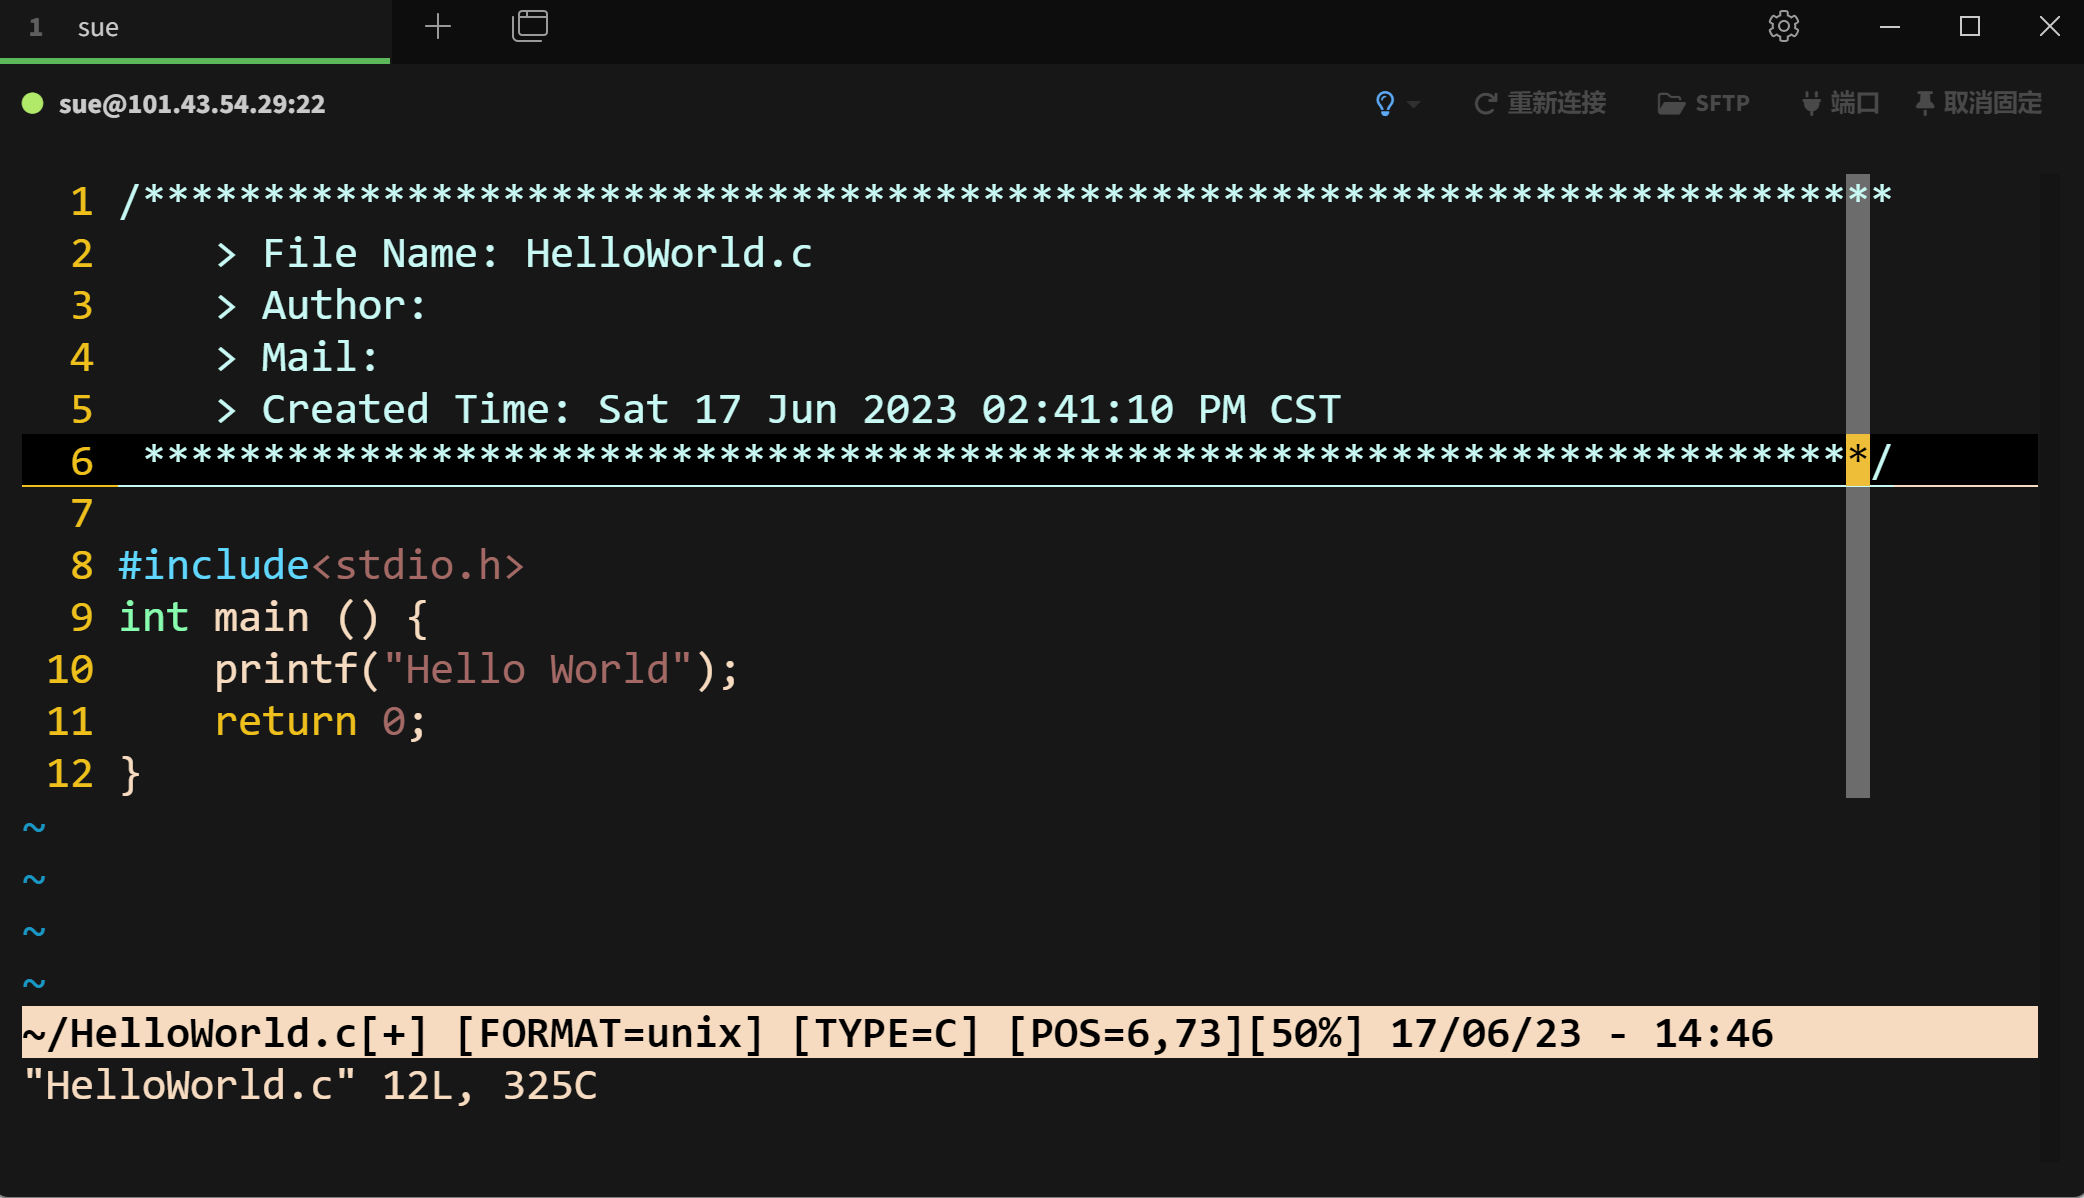 1 sue
sue@101.43.54.29:22 重新连接 SFTP 端口 取消固定
1 /*************************************************************************
2     > File Name: HelloWorld.c
3     > Author:
4     > Mail:
5     > Created Time: Sat 17 Jun 2023 02:41:10 PM CST
6  ************************************************************************/
7
8 #include<stdio.h>
9 int main () {
10     printf("Hello World");
11     return 0;
12 }
~
~
~
~
~/HelloWorld.c[+] [FORMAT=unix] [TYPE=C] [POS=6,73][50%] 17/06/23 - 14:46
"HelloWorld.c" 12L, 325C